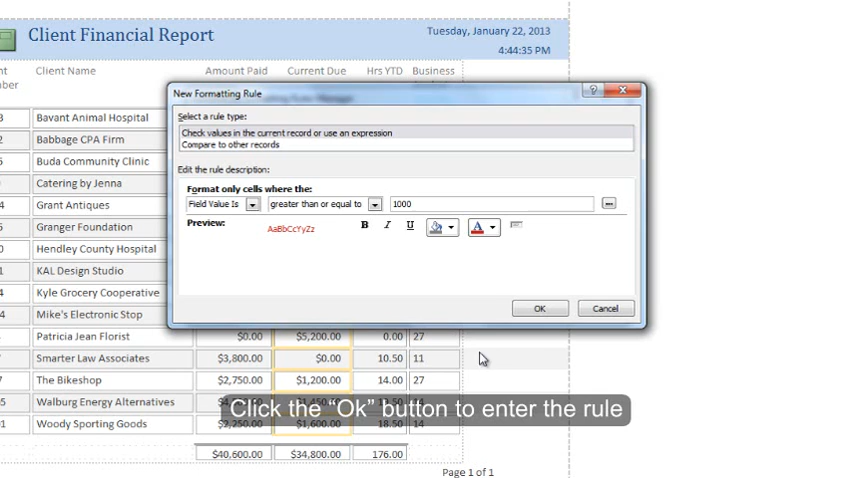 Client Financial Report
Tuesday, January 22, 2013
4:44:35 PM
Client Name Amount Paid Current Due Hrs YTD Business
New Formatting Rule
Select a rule type:
Check values in the current record or use an expression
Compare to other records
Edit the rule description:
Format only cells where the:
Field Value Is greater than or equal to 1000
Preview: AaBbCcYyZz B I U A
OK Cancel
Bavant Animal Hospital
Babbage CPA Firm
Buda Community Clinic
Catering by Jenna
Grant Antiques
Granger Foundation
Hendley County Hospital
KAL Design Studio
Kyle Grocery Cooperative
Mike's Electronic Stop
Patricia Jean Florist $0.00 $5,200.00 0.00 27
Smarter Law Associates $3,800.00 $0.00 10.50 11
The Bikeshop $2,750.00 $1,200.00 14.00 27
Walburg Energy Alternatives
Click the “Ok” button to enter the rule
Woody Sporting Goods $2,250.00 $1,600.00 18.50 14
$40,600.00 $34,800.00 176.00
Page 1 of 1